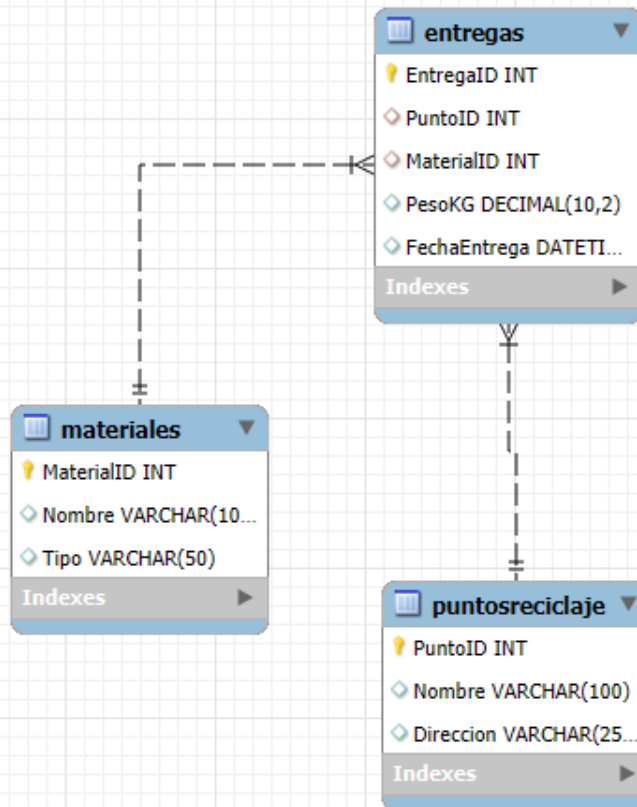 entregas
EntregaID INT
PuntoID INT
MaterialID INT
PesoKG DECIMAL(10,2)
FechaEntrega DATETI...
Indexes
materiales
MaterialID INT
Nombre VARCHAR(10...
Tipo VARCHAR(50)
Indexes
puntosreciclaje
PuntoID INT
Nombre VARCHAR(100)
Direccion VARCHAR(25...
Indexes